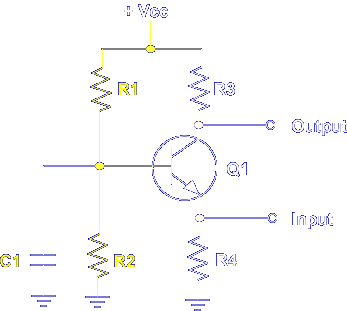 + Vcc
R1
R3
C Output
Q1
C Input
C1
R2
R4